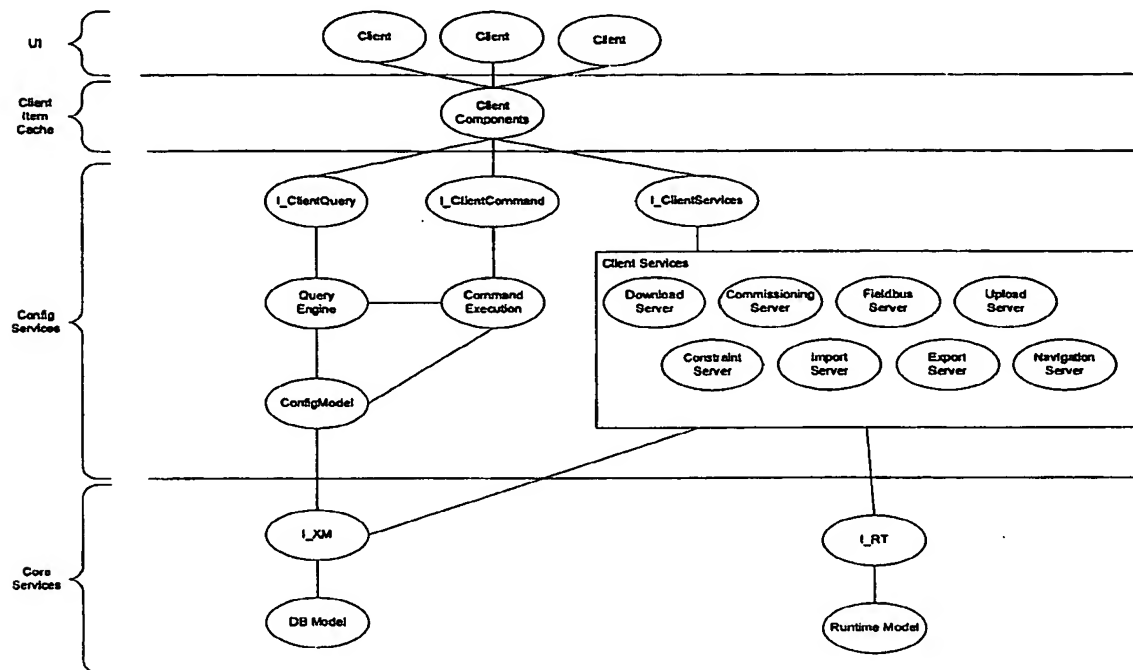 UI
Client
Client
Client
Client
Item
Cache
Client
Components
Config
Services
I_ClientQuery
I_ClientCommand
I_ClientServices
Client Services
Query
Engine
Command
Execution
Download
Server
Commissioning
Server
Fieldbus
Server
Upload
Server
Constraint
Server
Import
Server
Export
Server
Navigation
Server
ConfigModel
Core
Services
I_XM
I_RT
DB Model
Runtime Model